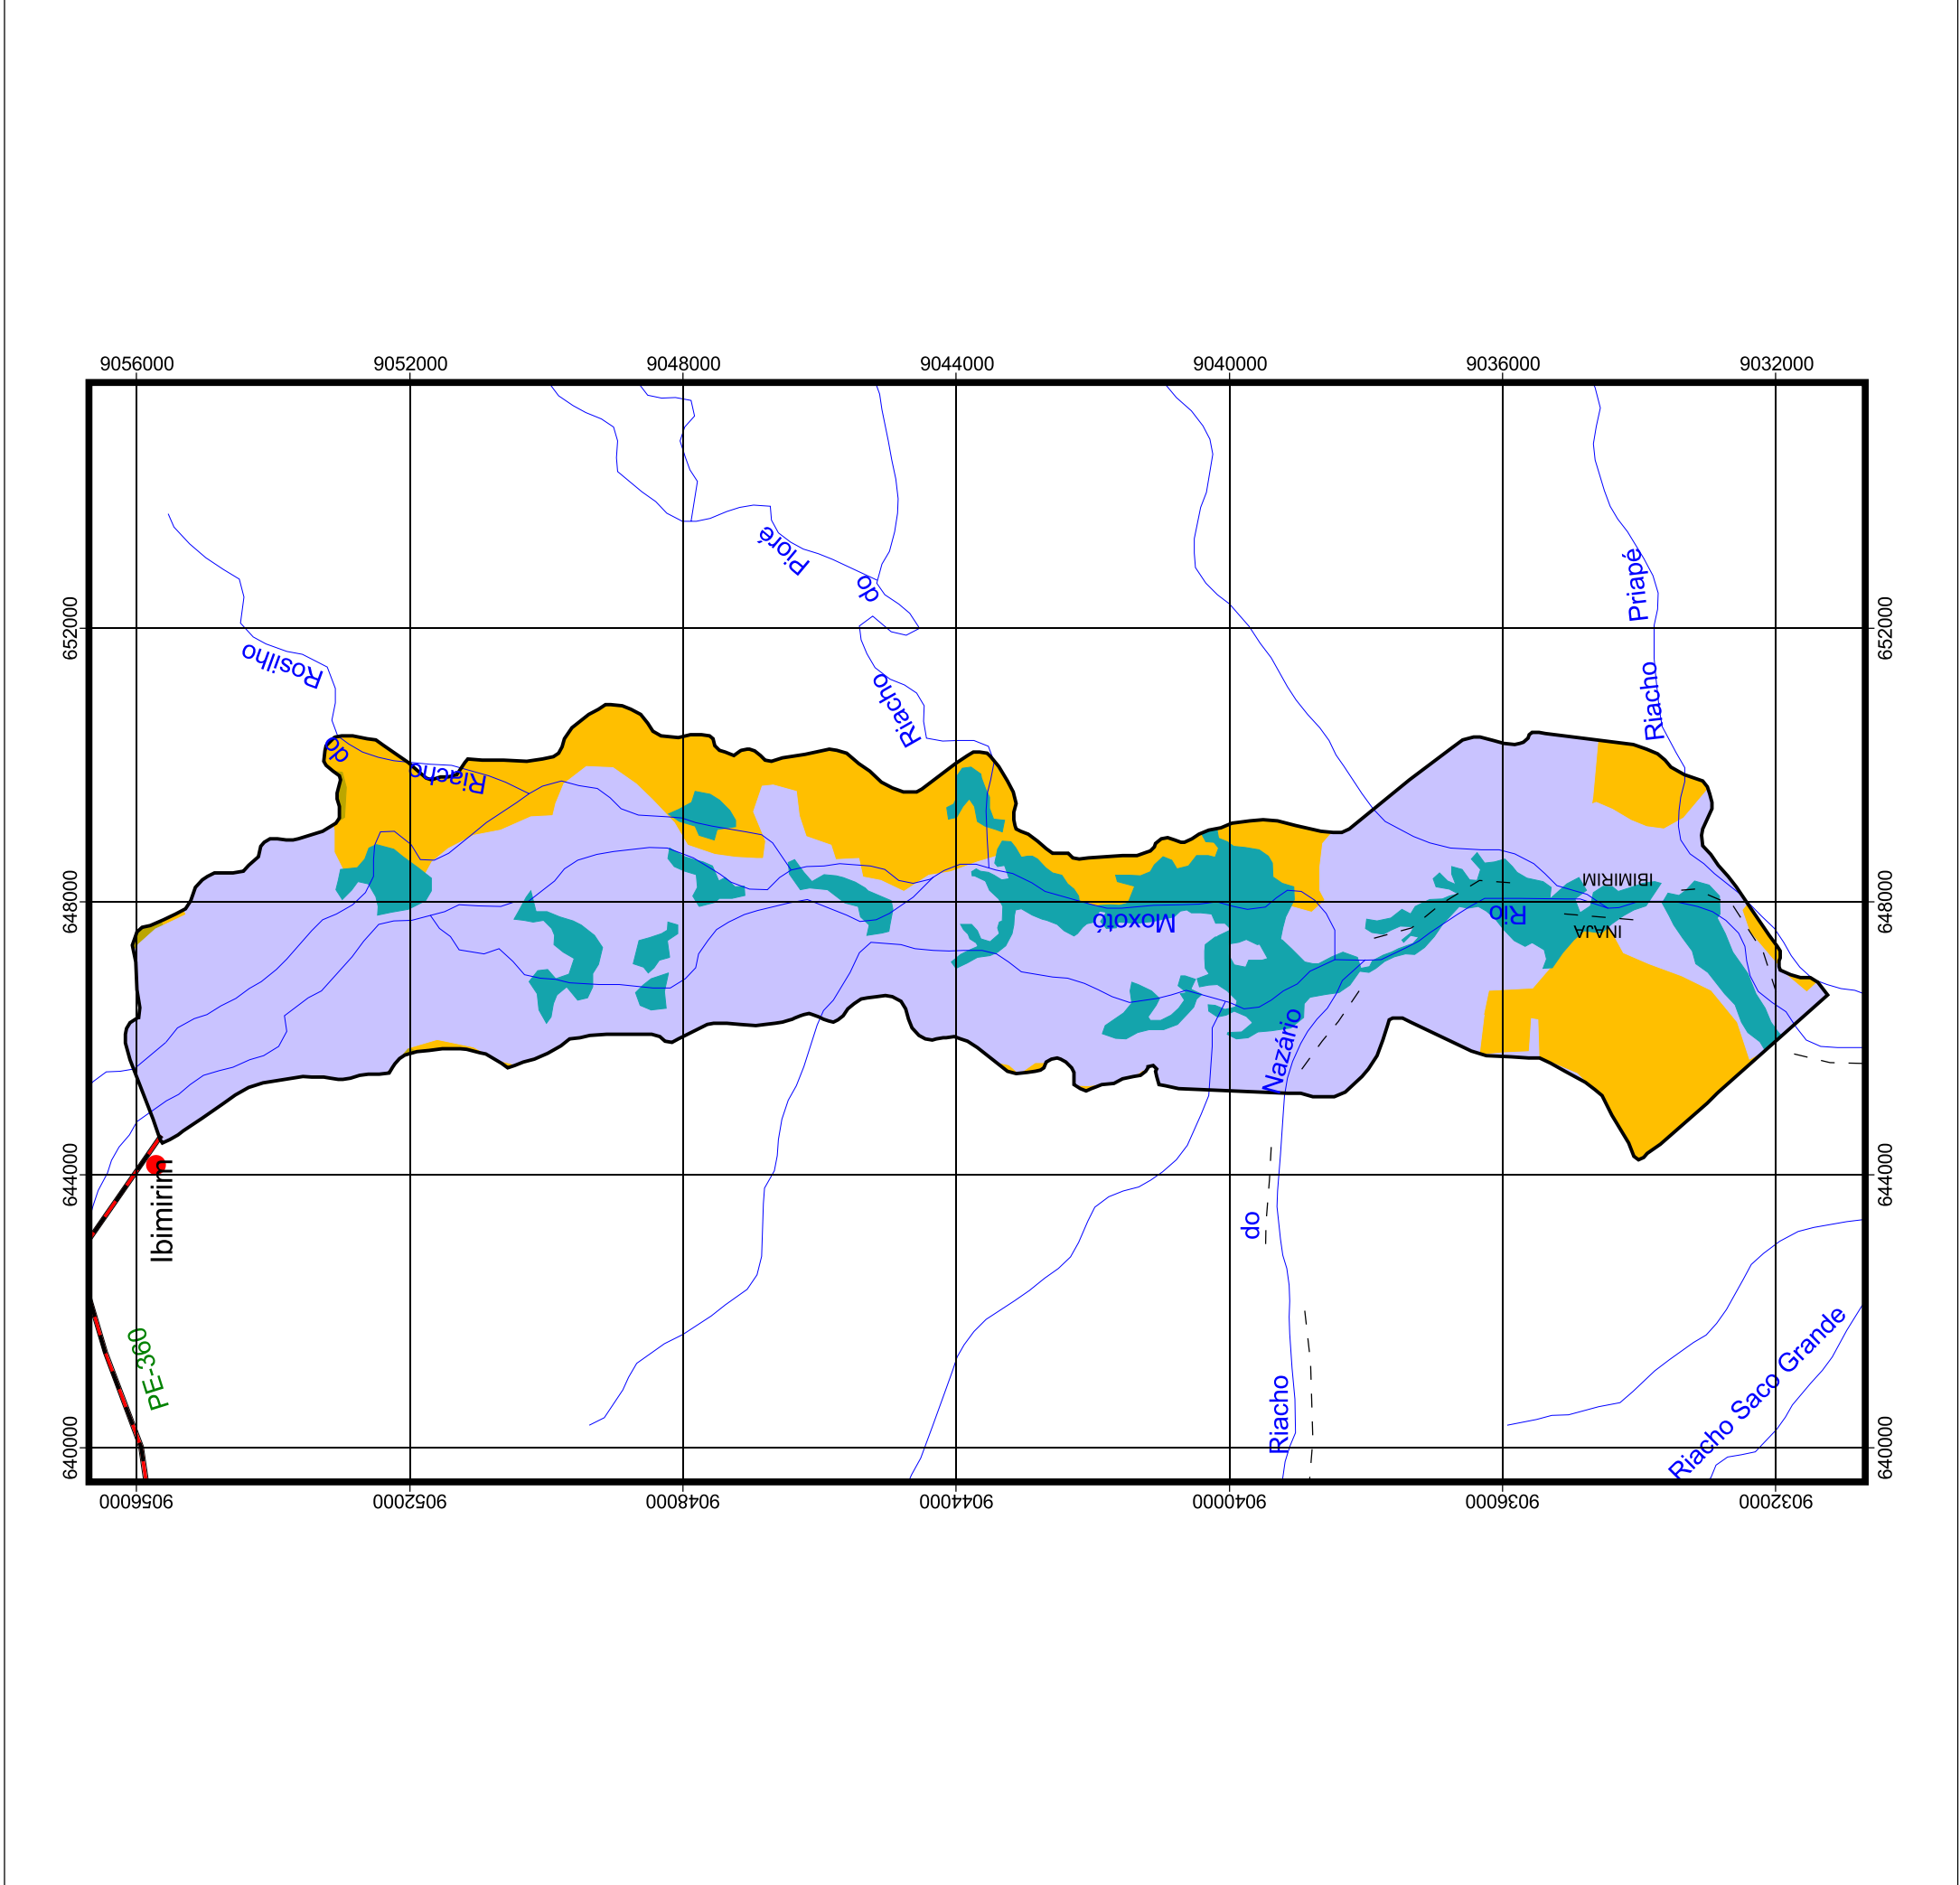 9056000 9052000 9048000 9044000 9040000 9036000 9032000
652000
652000
648000
648000
644000
644000
640000
640000
Riacho do Rosilho
Riacho do Pioré
Riacho Priapé
Rio Moxotó
IBIMIRIM
INAJA
Riacho do Nazário
Riacho Saco Grande
Ibimirim
PE-360
9056000 9052000 9048000 9044000 9040000 9036000 9032000